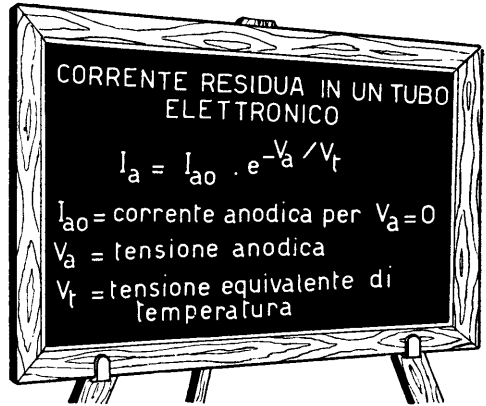 CORRENTE RESIDUA IN UN TUBO
ELETTRONICO
Iₐ = Iₐₒ . e^-Vₐ / Vₜ
Iₐₒ = corrente anodica per Vₐ = 0
Vₐ = tensione anodica
Vₜ = tensione equivalente di
temperatura